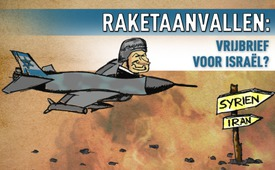 RAKETAANVALLEN:
VRIJBRIEF
VOOR ISRAËL?
SYRIEN
IRAN